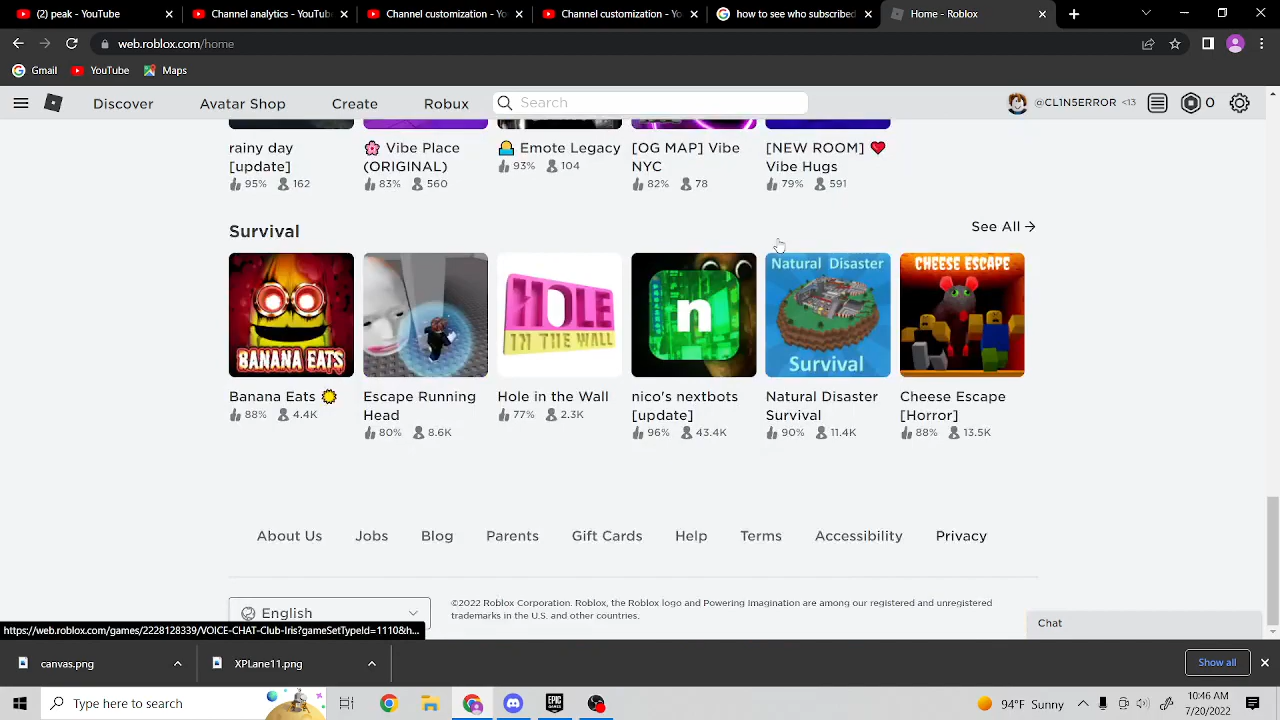 (2) peak - YouTube
Channel analytics - YouTube
Channel customization - Yo
Channel customization - Yo
how to see who subscribed
Home - Roblox
web.roblox.com/home
Gmail
YouTube
Maps
Discover
Avatar Shop
Create
Robux
Search
@CL1NSERROR <13
0
rainy day
[update]
95% 162
🌸 Vibe Place
(ORIGINAL)
83% 560
Emote Legacy
93% 104
[OG MAP] Vibe
NYC
82% 78
[NEW ROOM] ❤️
Vibe Hugs
79% 591
Survival
See All →
BANANA EATS
HOLE
IN THE WALL
n
Natural Disaster
Survival
CHEESE ESCAPE
Banana Eats
88% 4.4K
Escape Running
Head
80% 8.6K
Hole in the Wall
77% 2.3K
nico's nextbots
[update]
96% 43.4K
Natural Disaster
Survival
90% 11.4K
Cheese Escape
[Horror]
88% 13.5K
About Us
Jobs
Blog
Parents
Gift Cards
Help
Terms
Accessibility
Privacy
English
©2022 Roblox Corporation. Roblox, the Roblox logo and Powering Imagination are among our registered and unregistered
trademarks in the U.S. and other countries.
Chat
https://web.roblox.com/games/2228128339/VOICE-CHAT-Club-Iris?gameSetTypeId=1110&h...
canvas.png
XPlane11.png
Show all
Type here to search
EPIC
GAMES
94°F Sunny
10:46 AM
7/20/2022